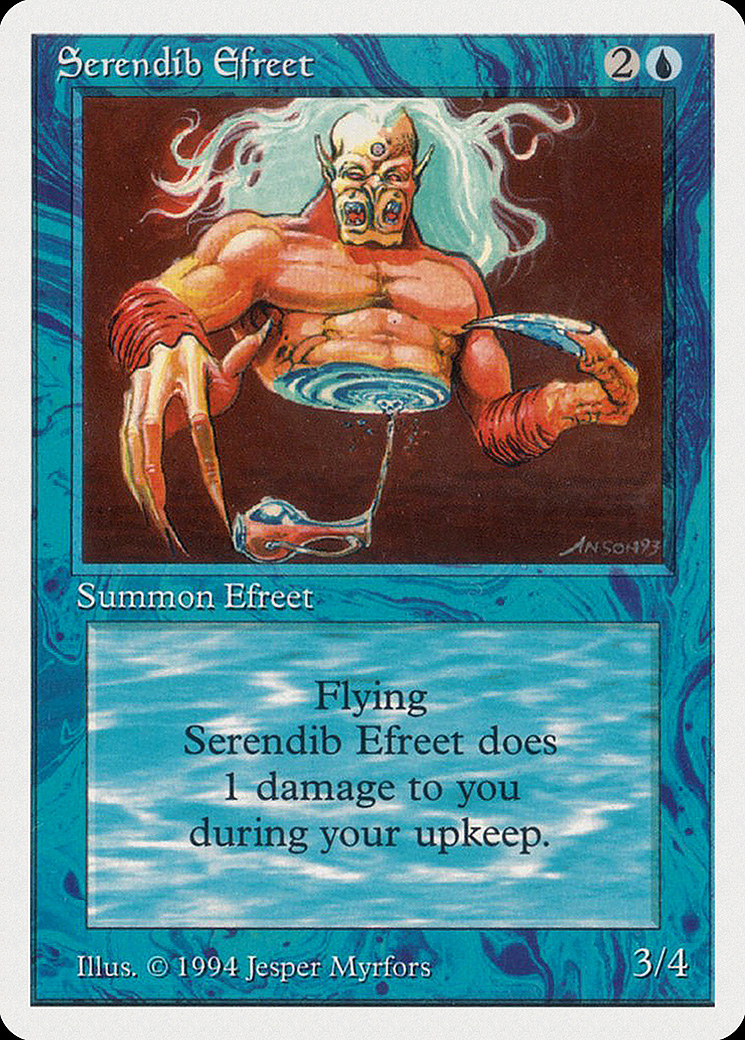 Serendib Efreet 2
ANSON93
Summon Efreet
Flying
Serendib Efreet does
1 damage to you
during your upkeep.
Illus. © 1994 Jesper Myrfors 3/4